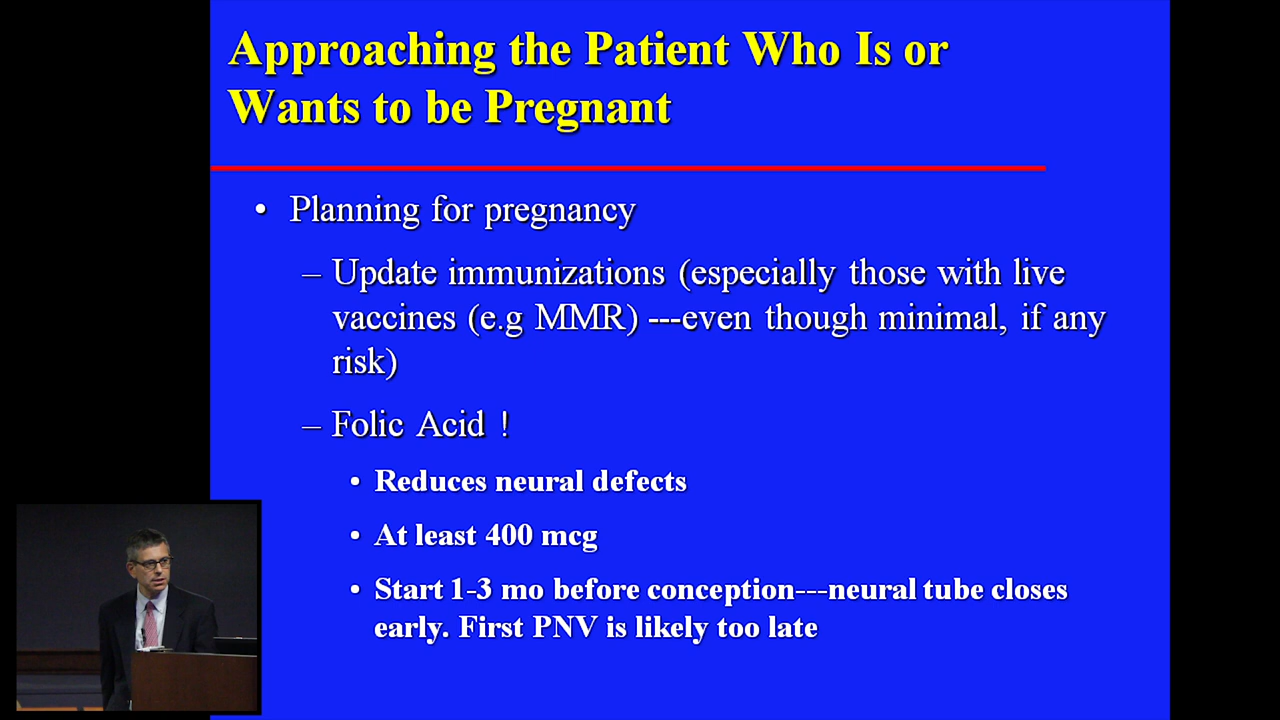 Approaching the Patient Who Is or
Wants to be Pregnant
• Planning for pregnancy
– Update immunizations (especially those with live
vaccines (e.g MMR) ---even though minimal, if any
risk)
– Folic Acid !
• Reduces neural defects
• At least 400 mcg
• Start 1-3 mo before conception---neural tube closes
early. First PNV is likely too late